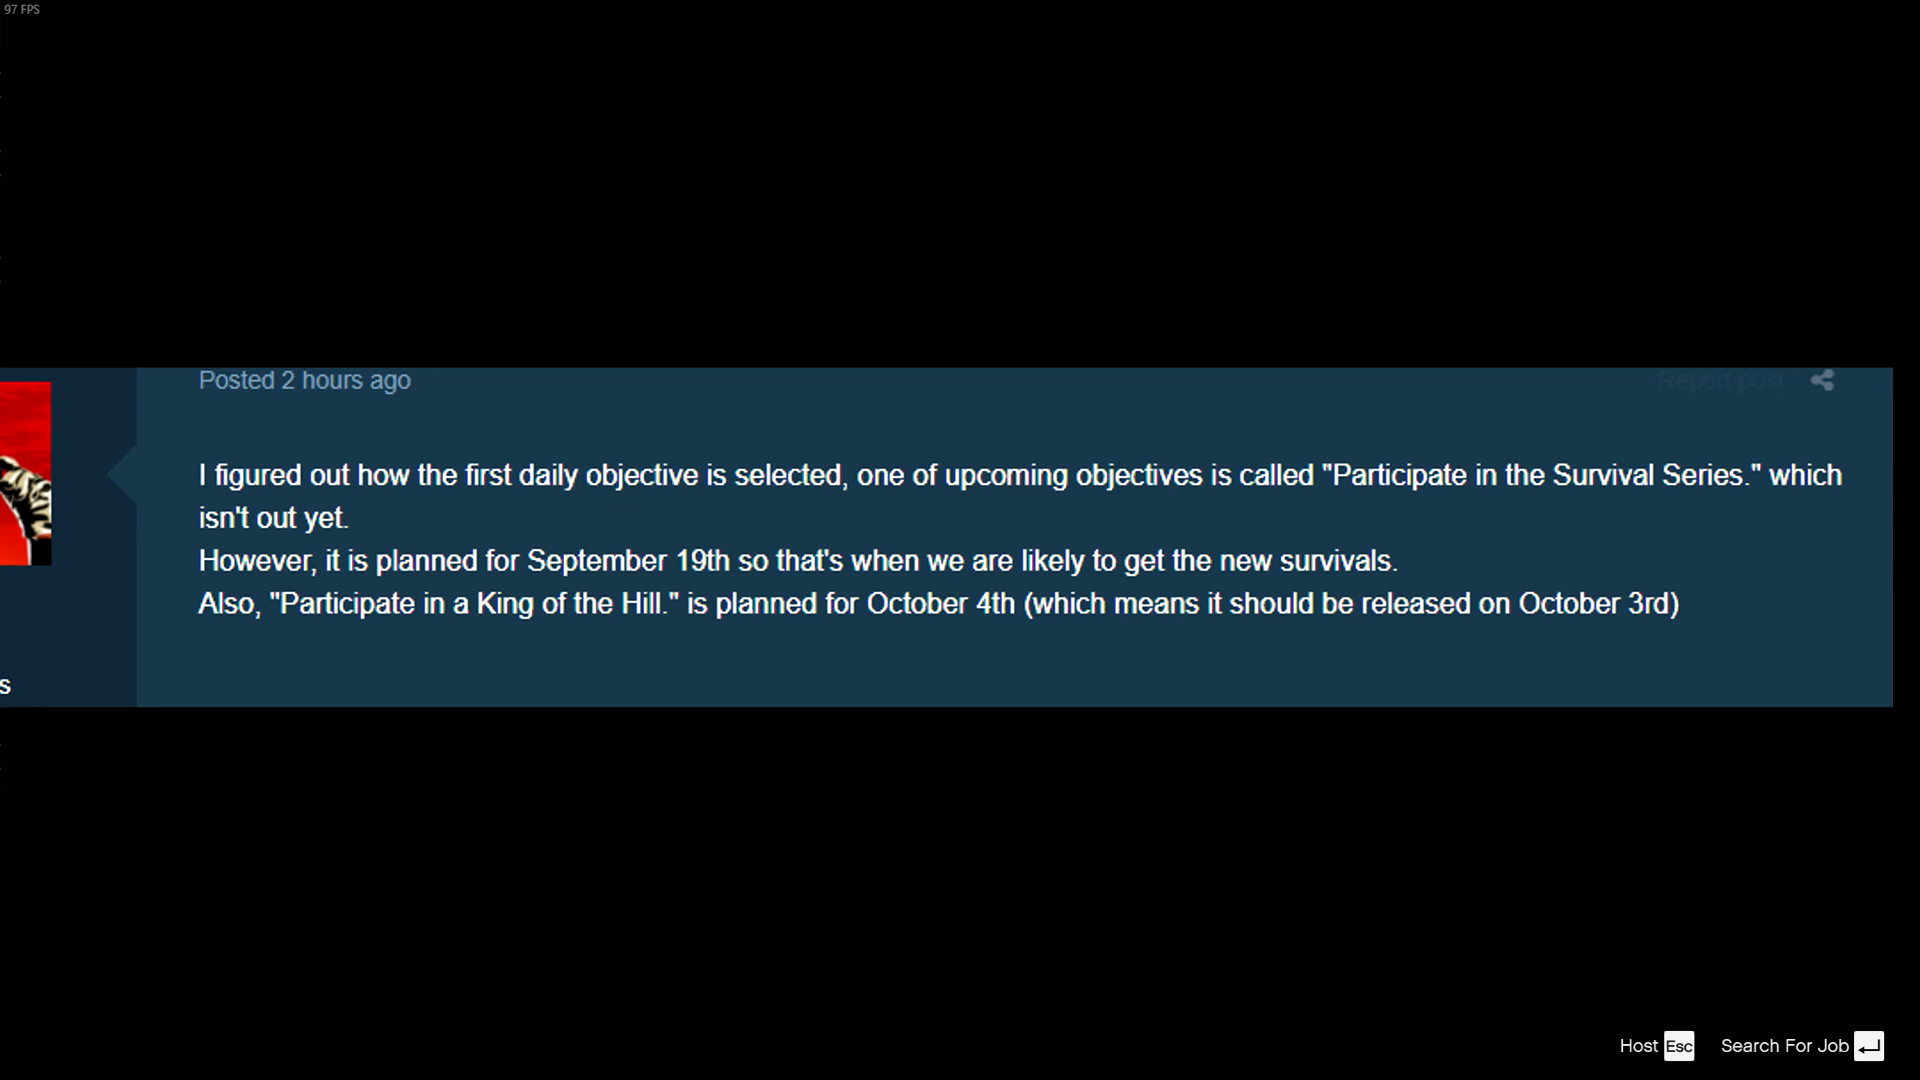 97 FPS
Posted 2 hours ago
Report post
I figured out how the first daily objective is selected, one of upcoming objectives is called "Participate in the Survival Series." which
isn't out yet.
However, it is planned for September 19th so that's when we are likely to get the new survivals.
Also, "Participate in a King of the Hill." is planned for October 4th (which means it should be released on October 3rd)
s
Host Esc Search For Job